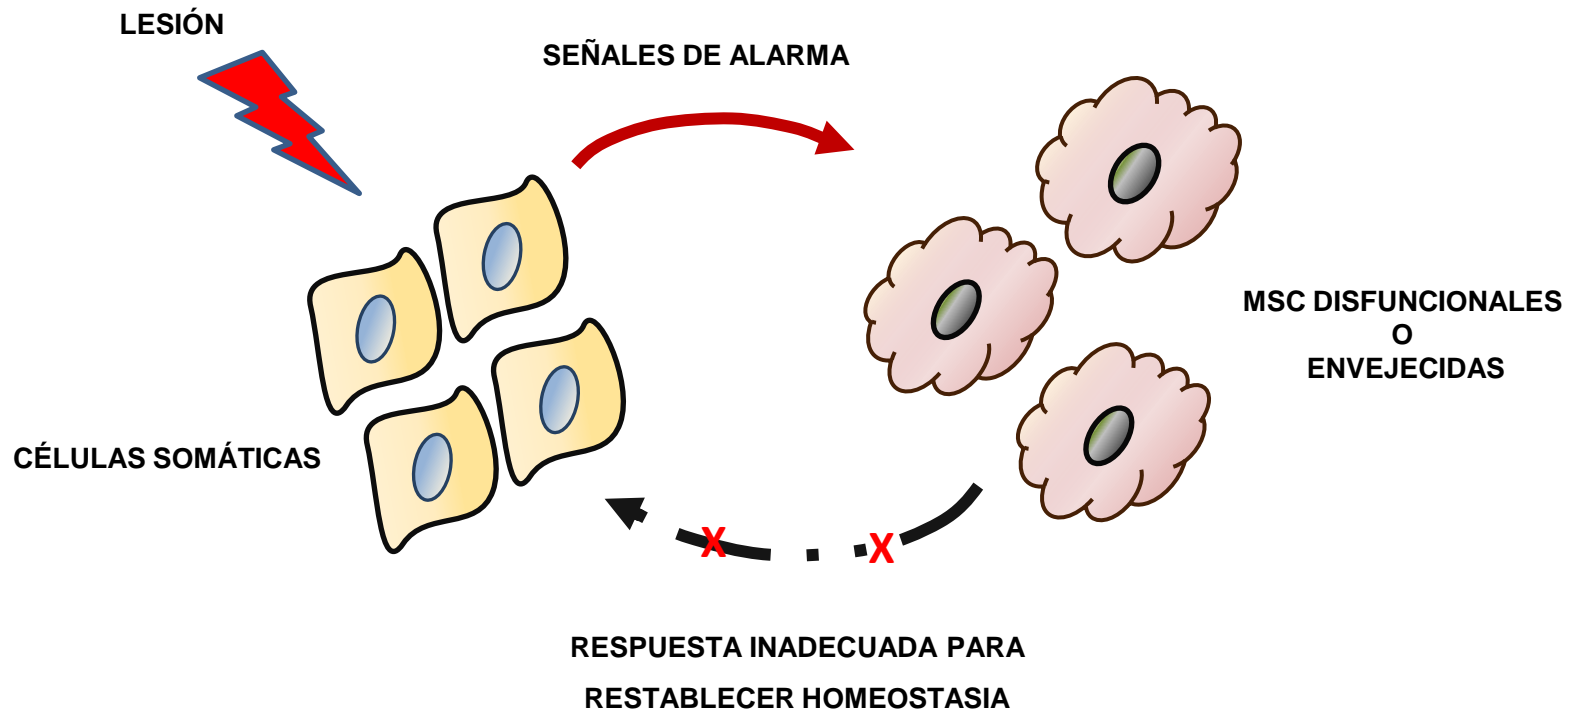 LESIÓN
SEÑALES DE ALARMA
MSC DISFUNCIONALES
O
ENVEJECIDAS
CÉLULAS SOMÁTICAS
X
X
RESPUESTA INADECUADA PARA
RESTABLECER HOMEOSTASIA